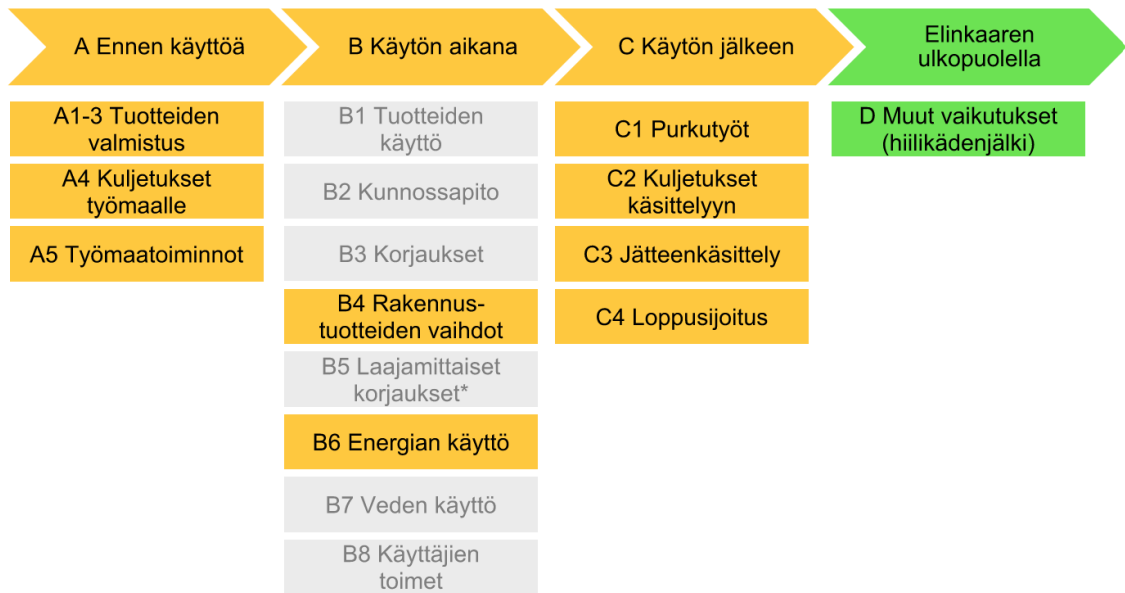 A Ennen käyttöä
B Käytön aikana
C Käytön jälkeen
Elinkaaren
ulkopuolella
A1-3 Tuotteiden
valmistus
A4 Kuljetukset
työmaalle
A5 Työmaatoiminnot
B1 Tuotteiden
käyttö
B2 Kunnossapito
B3 Korjaukset
B4 Rakennus-
tuotteiden vaihdot
B5 Laajamittaiset
korjaukset*
B6 Energian käyttö
B7 Veden käyttö
B8 Käyttäjien
toimet
C1 Purkutyöt
C2 Kuljetukset
käsittelyyn
C3 Jätteenkäsittely
C4 Loppusijoitus
D Muut vaikutukset
(hiilikädenjälki)